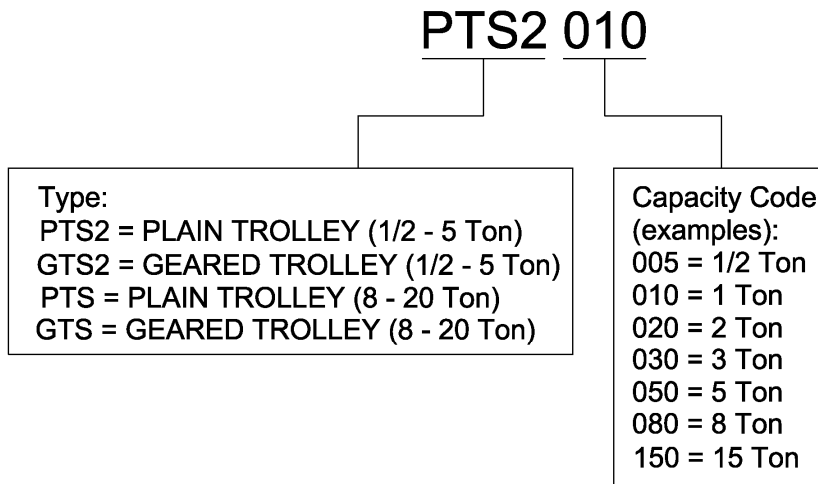 PTS2 010
Type:
PTS2 = PLAIN TROLLEY (1/2 - 5 Ton)
GTS2 = GEARED TROLLEY (1/2 - 5 Ton)
PTS = PLAIN TROLLEY (8 - 20 Ton)
GTS = GEARED TROLLEY (8 - 20 Ton)
Capacity Code
(examples):
005 = 1/2 Ton
010 = 1 Ton
020 = 2 Ton
030 = 3 Ton
050 = 5 Ton
080 = 8 Ton
150 = 15 Ton